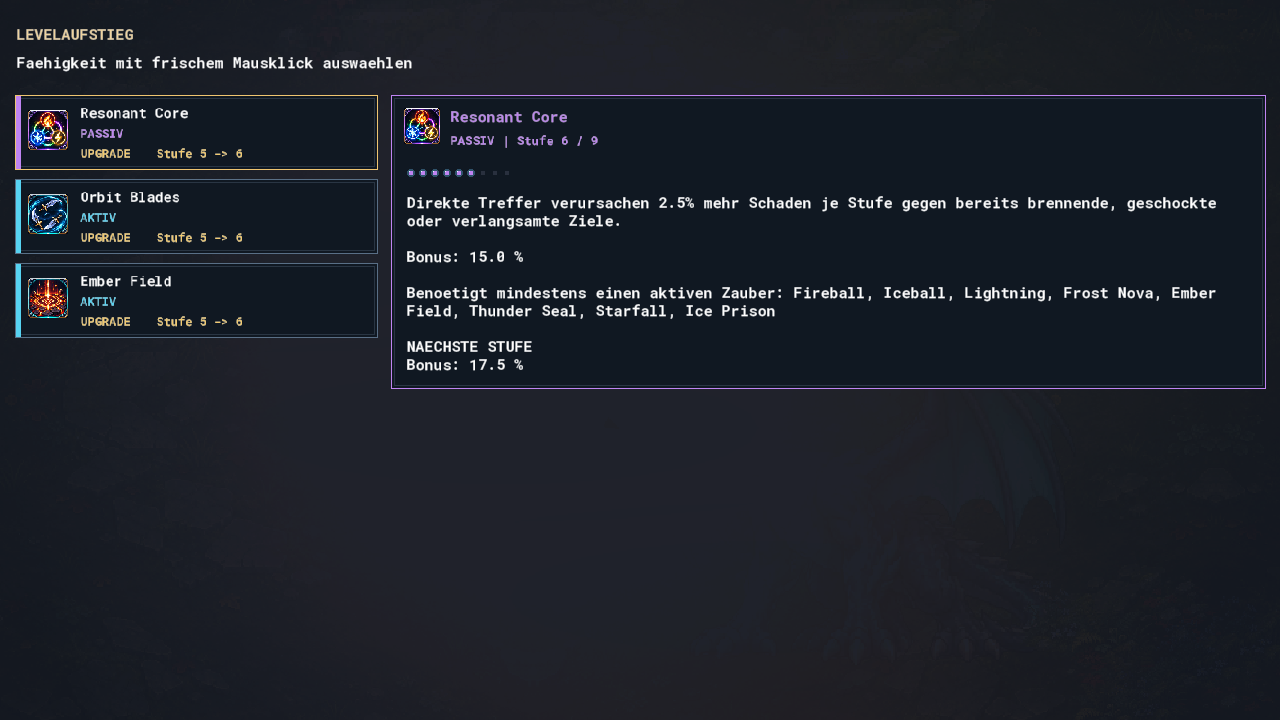 LEVELAUFSTIEG
Faehigkeit mit frischem Mausklick auswaehlen
Resonant Core
PASSIV
UPGRADE Stufe 5 -> 6
Orbit Blades
AKTIV
UPGRADE Stufe 5 -> 6
Ember Field
AKTIV
UPGRADE Stufe 5 -> 6
Resonant Core
PASSIV | Stufe 6 / 9
Direkte Treffer verursachen 2.5% mehr Schaden je Stufe gegen bereits brennende, geschockte
oder verlangsamte Ziele.
Bonus: 15.0 %
Benoetigt mindestens einen aktiven Zauber: Fireball, Iceball, Lightning, Frost Nova, Ember
Field, Thunder Seal, Starfall, Ice Prison
NAECHSTE STUFE
Bonus: 17.5 %